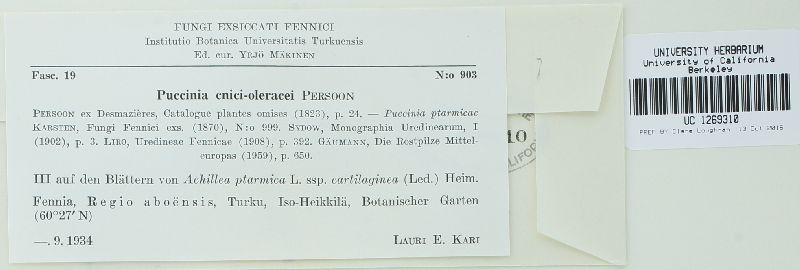 FUNGI EXSICCATI FENNICI
Institutio Botanica Universitatis Turkuensis
Ed. cur. YRJÖ MÄKINEN
Fasc. 19 N:o 903
Puccinia cnici-oleracei PERSOON
PERSOON ex Desmazières, Catalogue plantes omises (1823), p. 24. — Puccinia ptarmicae
KARSTEN, Fungi Fennici exs. (1870), N:o 999. SYDOW, Monographia Uredinearum, I
(1902), p. 3. LIRO, Uredineae Fennicae (1908), p. 392. GÄUMANN, Die Rostpilze Mittel-
europas (1959), p. 650.
III auf den Blättern von Achillea ptarmica L. ssp. cartilaginea (Led.) Heim.
Fennia, Regio aboënsis, Turku, Iso-Heikkilä, Botanischer Garten
(60°27′ N)
—. 9. 1934 LAURI E. KARI
10
UNIVERSITY HERBARIUM
University of California
Berkeley
UC 1269310